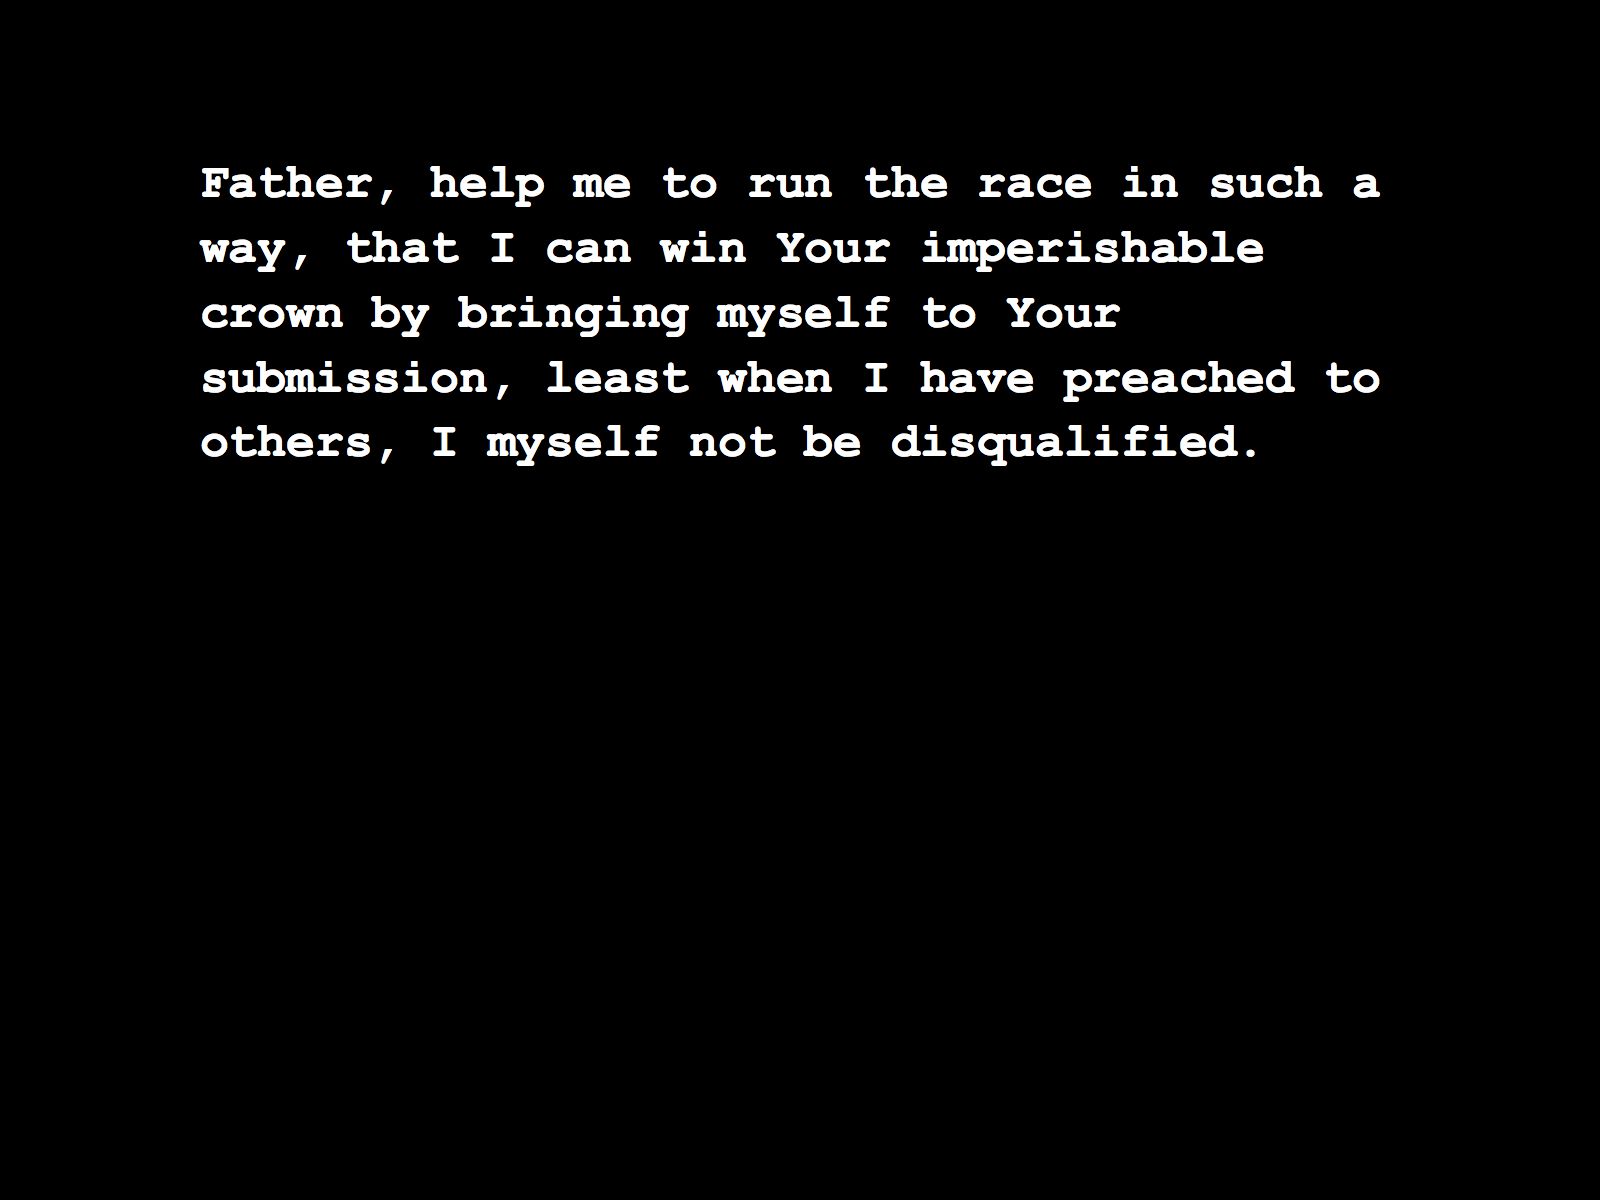 Father, help me to run the race in such a
way, that I can win Your imperishable
crown by bringing myself to Your
submission, least when I have preached to
others, I myself not be disqualified.